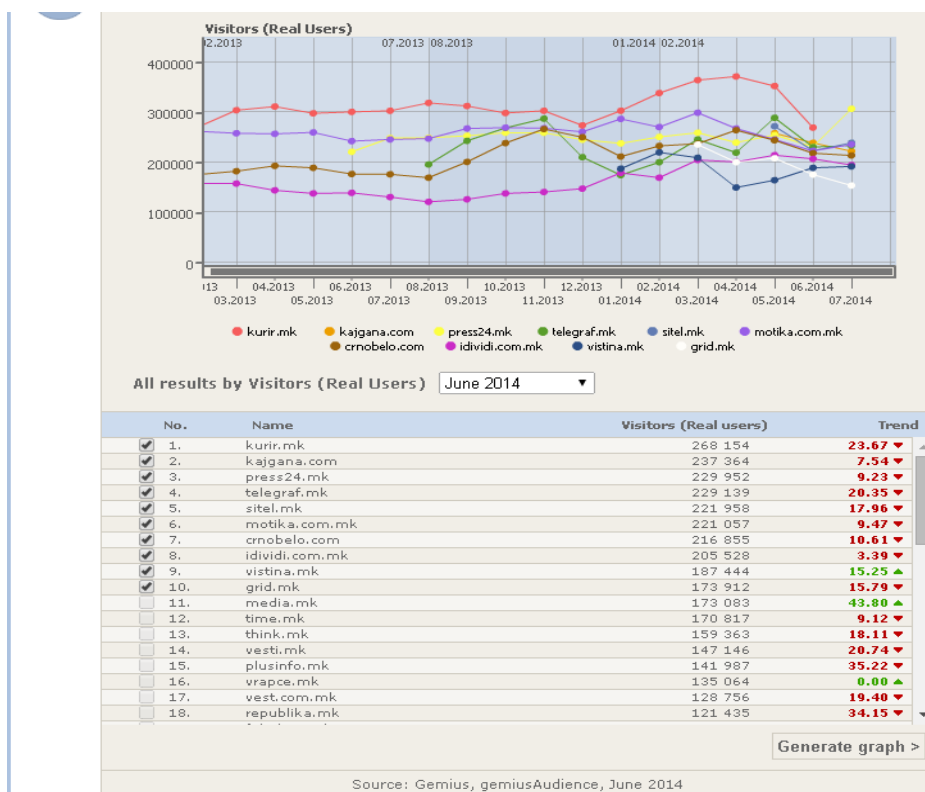 Visitors (Real Users)
2.2013 07.2013 08.2013 01.2014 02.2014
400000
300000
200000
100000
0
04.2013 06.2013 08.2013 10.2013 12.2013 02.2014 04.2014 06.2014
03.2013 05.2013 07.2013 09.2013 11.2013 01.2014 03.2014 05.2014 07.2014
kurir.mk kajgana.com press24.mk telegraf.mk sitel.mk motika.com.mk
crnobelo.com ividi.com.mk vistina.mk grid.mk
All results by Visitors (Real Users) June 2014
No. Name Visitors (Real users) Trend
1. kurir.mk 268 154 23.67
2. kajgana.com 237 364 7.54
3. press24.mk 229 952 9.23
4. telegraf.mk 229 139 20.35
5. sitel.mk 221 958 17.96
6. motika.com.mk 221 057 9.47
7. crnobelo.com 216 855 10.61
8. idividi.com.mk 205 528 3.39
9. vistina.mk 187 444 15.25
10. grid.mk 173 912 15.79
11. media.mk 173 083 43.80
12. time.mk 170 817 9.12
13. think.mk 159 363 18.11
14. vesti.mk 147 146 20.74
15. plusinfo.mk 141 987 35.22
16. vrapce.mk 135 064 0.00
17. vest.com.mk 128 756 19.40
18. republika.mk 121 435 34.15
Generate graph >
Source: Gemius, gemiusAudience, June 2014